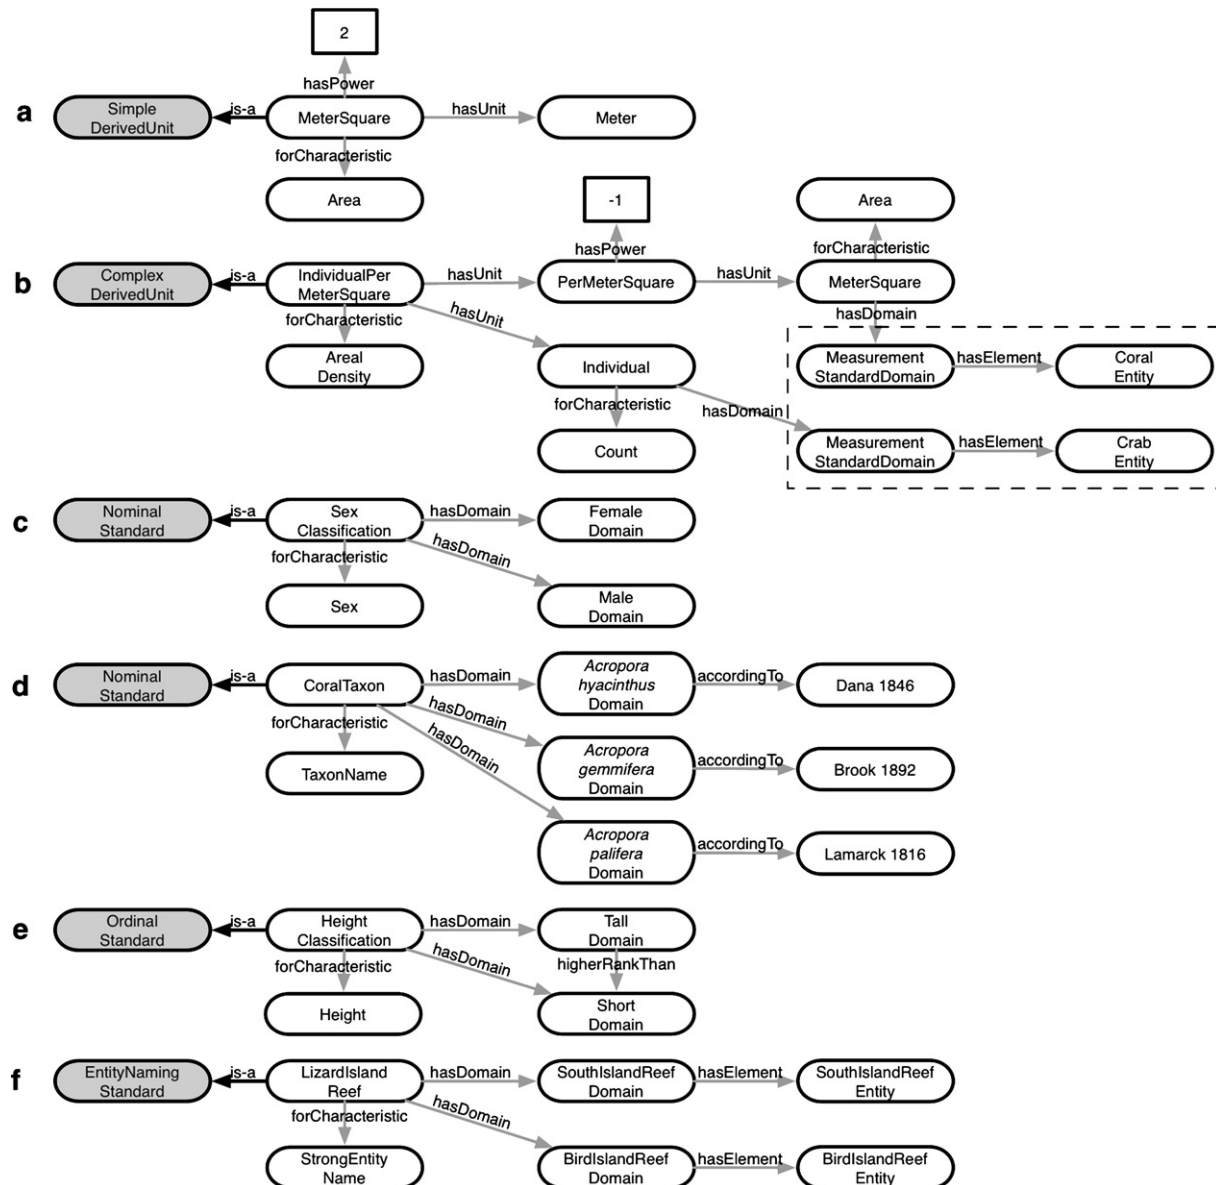 2
hasPower
a
Simple
DerivedUnit
is-a
MeterSquare
hasUnit
Meter
forCharacteristic
Area
-1
Area
hasPower
forCharacteristic
b
Complex
DerivedUnit
is-a
IndividualPer
MeterSquare
hasUnit
PerMeterSquare
hasUnit
MeterSquare
forCharacteristic
hasUnit
hasDomain
Areal
Density
Individual
Measurement
StandardDomain
hasElement
Coral
Entity
forCharacteristic
hasDomain
Count
Measurement
StandardDomain
hasElement
Crab
Entity
c
Nominal
Standard
is-a
Sex
Classification
hasDomain
Female
Domain
forCharacteristic
hasDomain
Sex
Male
Domain
d
Nominal
Standard
is-a
CoralTaxon
hasDomain
Acropora
hyacinthus
Domain
accordingTo
Dana 1846
forCharacteristic
hasDomain
hasDomain
TaxonName
Acropora
gemmifera
Domain
accordingTo
Brook 1892
Acropora
palifera
Domain
accordingTo
Lamarck 1816
e
Ordinal
Standard
is-a
Height
Classification
hasDomain
Tall
Domain
forCharacteristic
hasDomain
higherRankThan
Height
Short
Domain
f
EntityNaming
Standard
is-a
LizardIsland
Reef
hasDomain
SouthIslandReef
Domain
hasElement
SouthIslandReef
Entity
forCharacteristic
hasDomain
StrongEntity
Name
BirdIslandReef
Domain
hasElement
BirdIslandReef
Entity